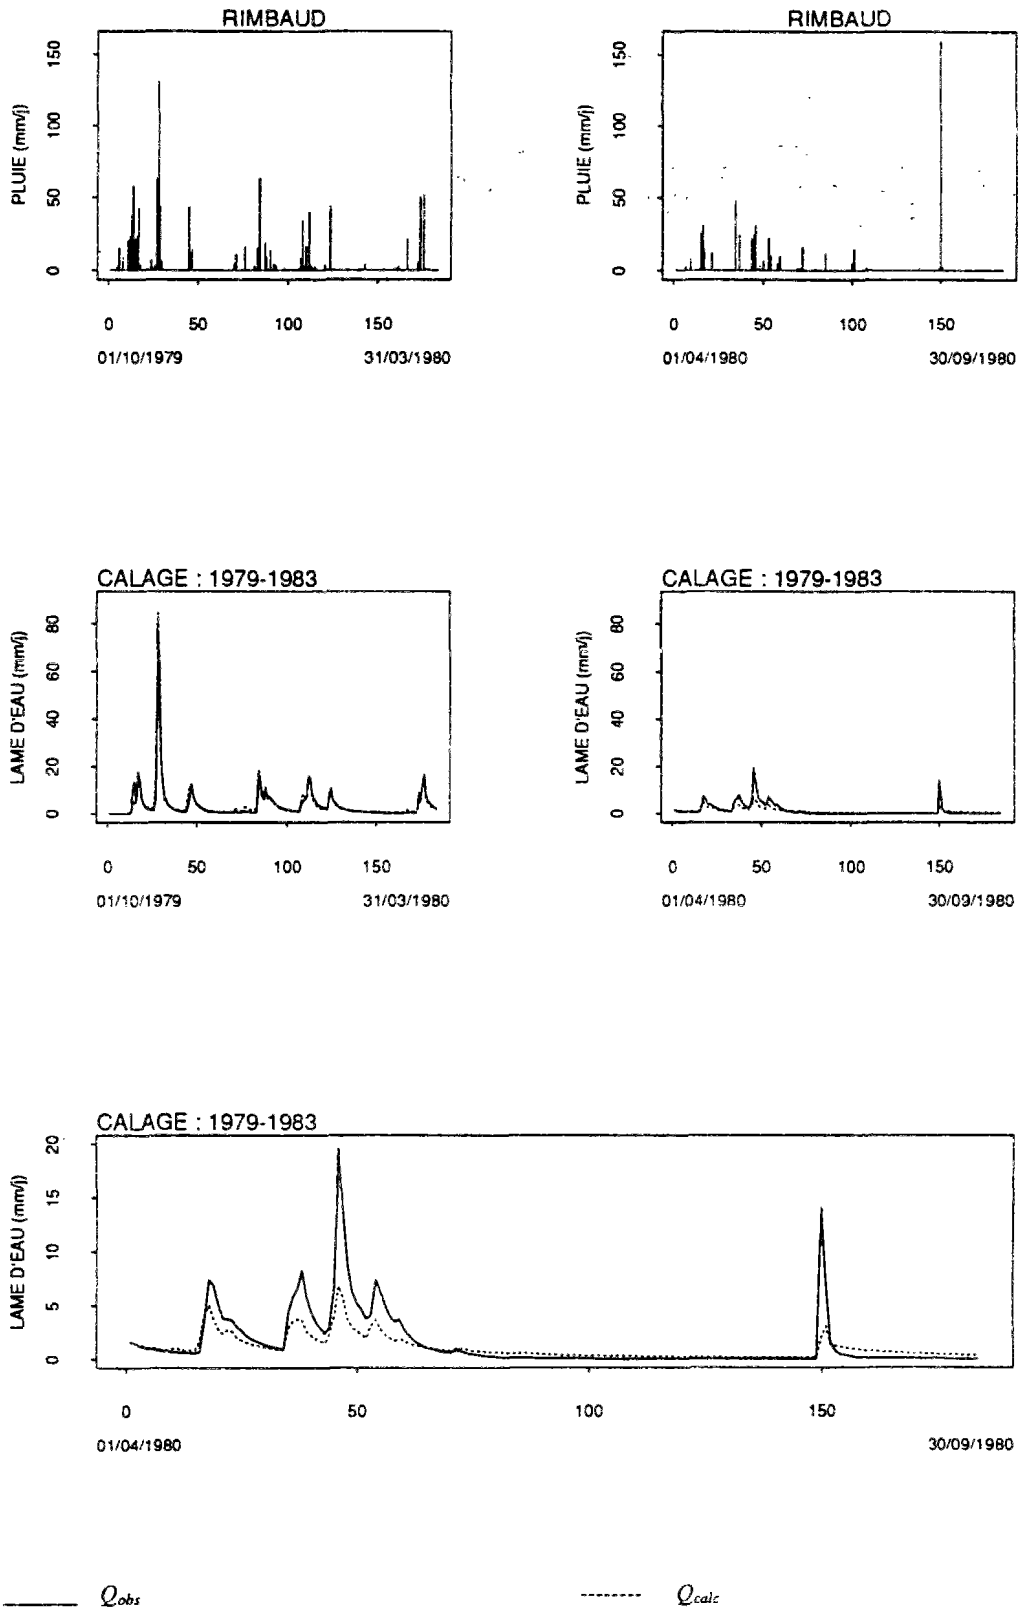 RIMBAUD
PLUIE (mm/j)
0 50 100 150
0 50 100 150
01/10/1979 31/03/1980
RIMBAUD
PLUIE (mm/j)
0 50 100 150
0 50 100 150
01/04/1980 30/09/1980
CALAGE : 1979-1983
LAME D'EAU (mm/j)
0 20 40 60 80
0 50 100 150
01/10/1979 31/03/1980
CALAGE : 1979-1983
LAME D'EAU (mm/j)
0 20 40 60 80
0 50 100 150
01/04/1980 30/09/1980
CALAGE : 1979-1983
LAME D'EAU (mm/j)
0 5 10 15 20
0 50 100 150
01/04/1980 30/09/1980
Qobs
Qcalc